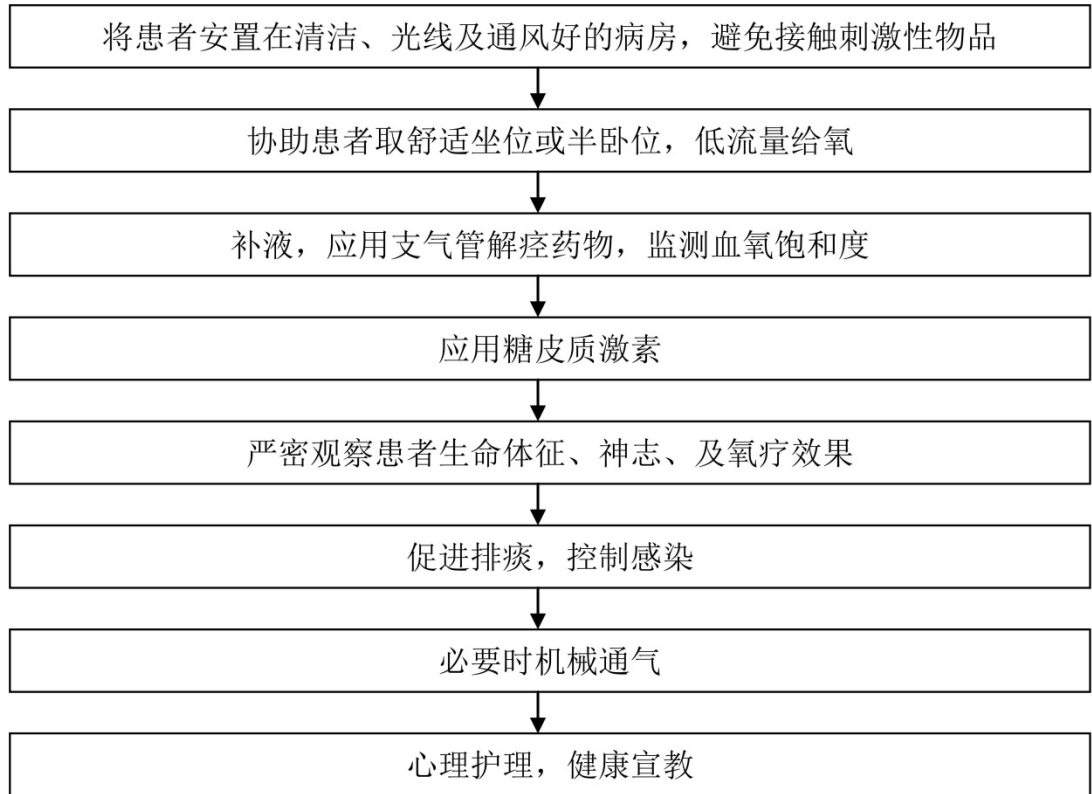 将患者安置在清洁、光线及通风好的病房，避免接触刺激性物品
协助患者取舒适坐位或半卧位，低流量给氧
补液，应用支气管解痉药物，监测血氧饱和度
应用糖皮质激素
严密观察患者生命体征、神志、及氧疗效果
促进排痰，控制感染
必要时机械通气
心理护理，健康宣教